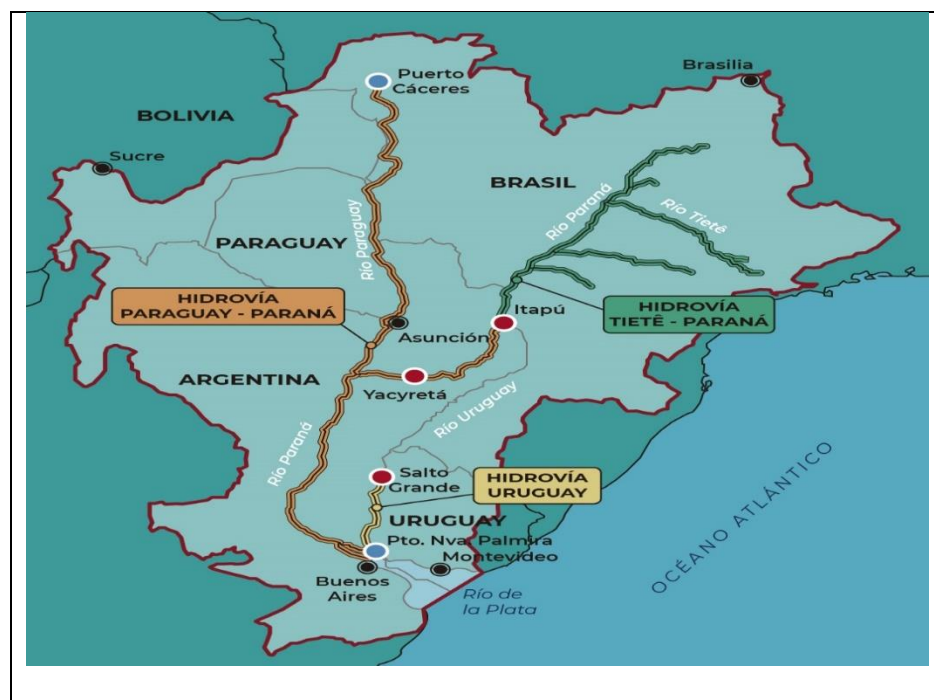 Puerto
Cáceres
Brasilia
BOLIVIA
Sucre
BRASIL
Río Paraná
Río Tietê
PARAGUAY
Río Paraguay
HIDROVÍA
PARAGUAY - PARANÁ
Itapú
HIDROVÍA
TIETÊ - PARANÁ
Asunción
ARGENTINA
Yacyretá
Río Uruguay
Río Paraná
Salto
Grande
HIDROVÍA
URUGUAY
URUGUAY
Pto. Nva. Palmira
Montevideo
Buenos
Aires
Río de
la Plata
OCÉANO ATLÁNTICO